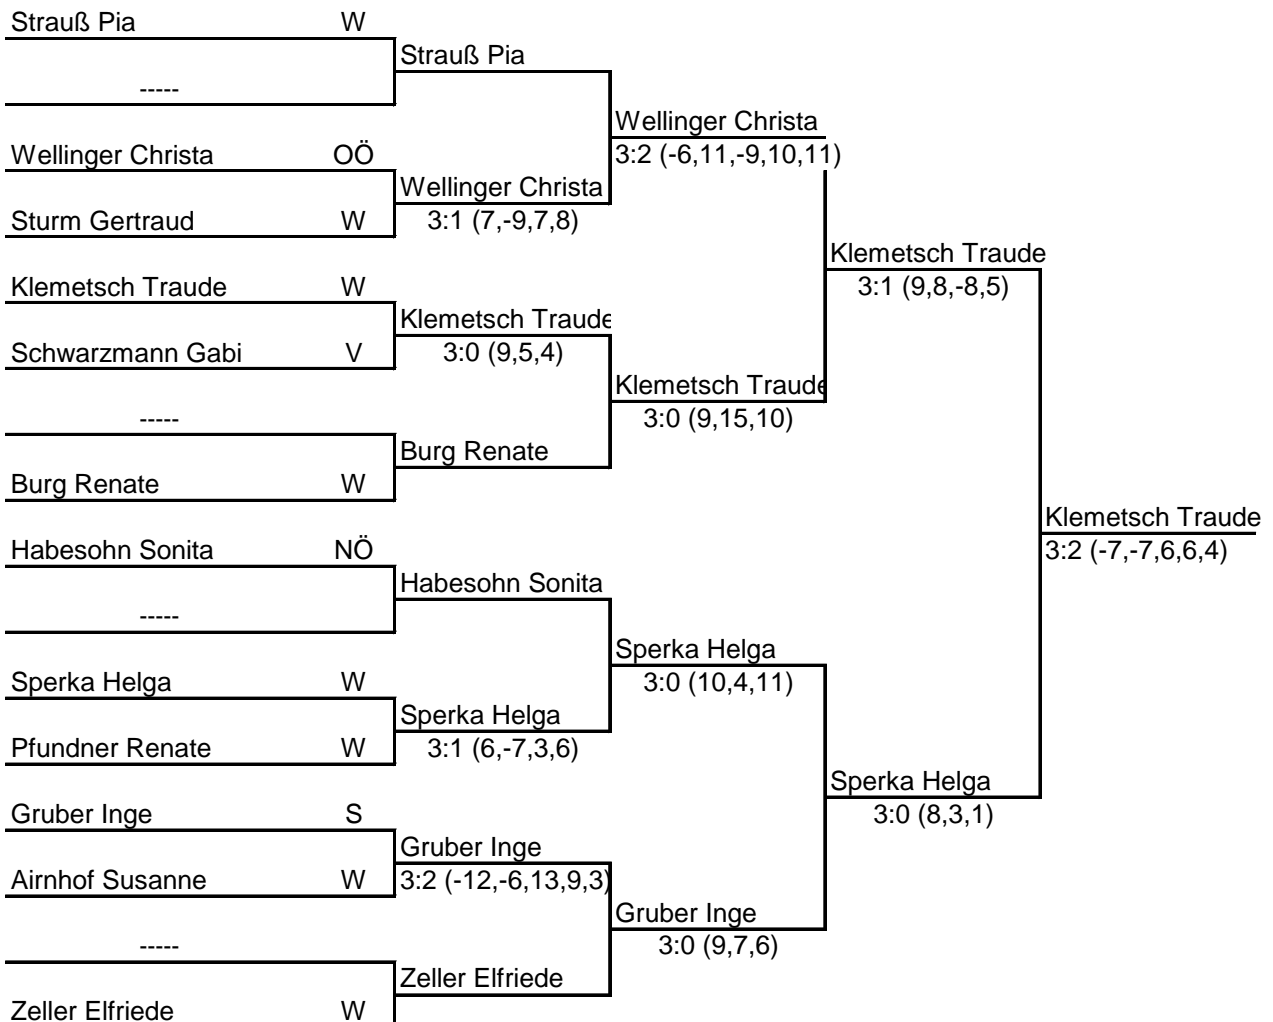 Strauß Pia W
Strauß Pia
-----
Wellinger Christa
Wellinger Christa OÖ
3:2 (-6,11,-9,10,11)
Wellinger Christa
Sturm Gertraud W
3:1 (7,-9,7,8)
Klemetsch Traude
Klemetsch Traude W
3:1 (9,8,-8,5)
Klemetsch Traude
Schwarzmann Gabi V
3:0 (9,5,4)
Klemetsch Traude
-----
3:0 (9,15,10)
Burg Renate
Burg Renate W
Klemetsch Traude
Habesohn Sonita NÖ
3:2 (-7,-7,6,6,4)
Habesohn Sonita
-----
Sperka Helga
Sperka Helga W
3:0 (10,4,11)
Sperka Helga
Pfundner Renate W
3:1 (6,-7,3,6)
Sperka Helga
Gruber Inge S
3:0 (8,3,1)
Gruber Inge
Airnhof Susanne W
3:2 (-12,-6,13,9,3)
Gruber Inge
-----
3:0 (9,7,6)
Zeller Elfriede
Zeller Elfriede W